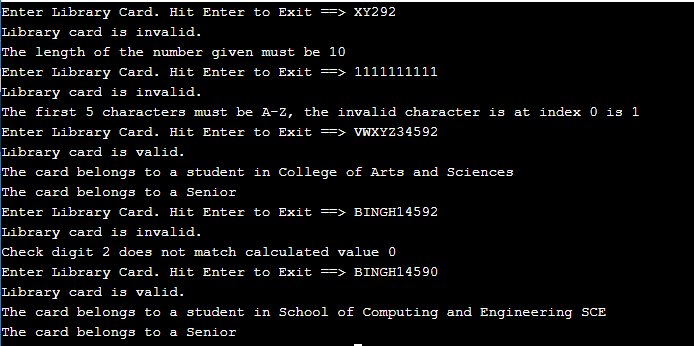 Enter Library Card. Hit Enter to Exit ==> XY292
Library card is invalid.
The length of the number given must be 10
Enter Library Card. Hit Enter to Exit ==> 1111111111
Library card is invalid.
The first 5 characters must be A-Z, the invalid character is at index 0 is 1
Enter Library Card. Hit Enter to Exit ==> VWXYZ34592
Library card is valid.
The card belongs to a student in College of Arts and Sciences
The card belongs to a Senior
Enter Library Card. Hit Enter to Exit ==> BINGH14592
Library card is invalid.
Check digit 2 does not match calculated value 0
Enter Library Card. Hit Enter to Exit ==> BINGH14590
Library card is valid.
The card belongs to a student in School of Computing and Engineering SCE
The card belongs to a Senior